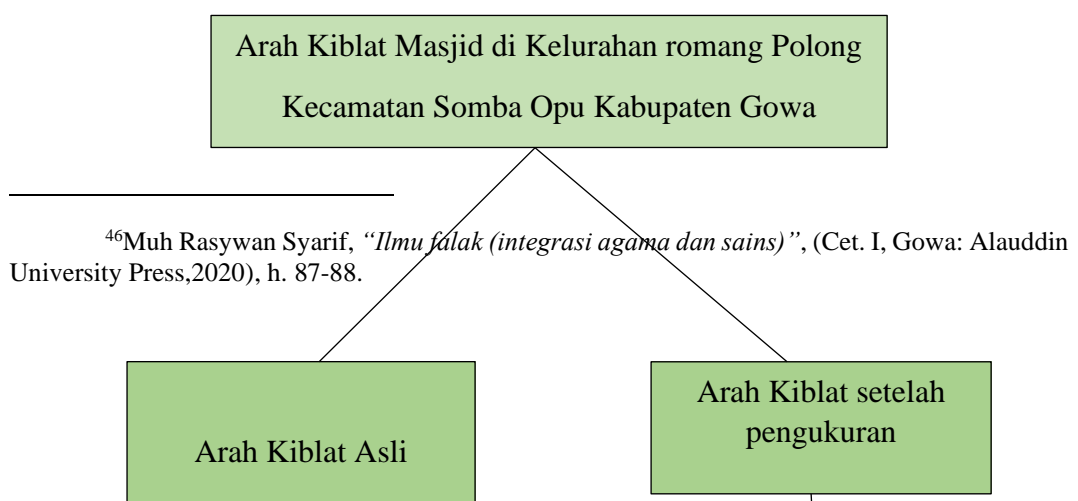 Arah Kiblat Masjid di Kelurahan romang Polong
Kecamatan Somba Opu Kabupaten Gowa
46Muh Rasywan Syarif, “Ilmu falak (integrasi agama dan sains)”, (Cet. I, Gowa: Alauddin
University Press,2020), h. 87-88.
Arah Kiblat Asli
Arah Kiblat setelah
pengukuran